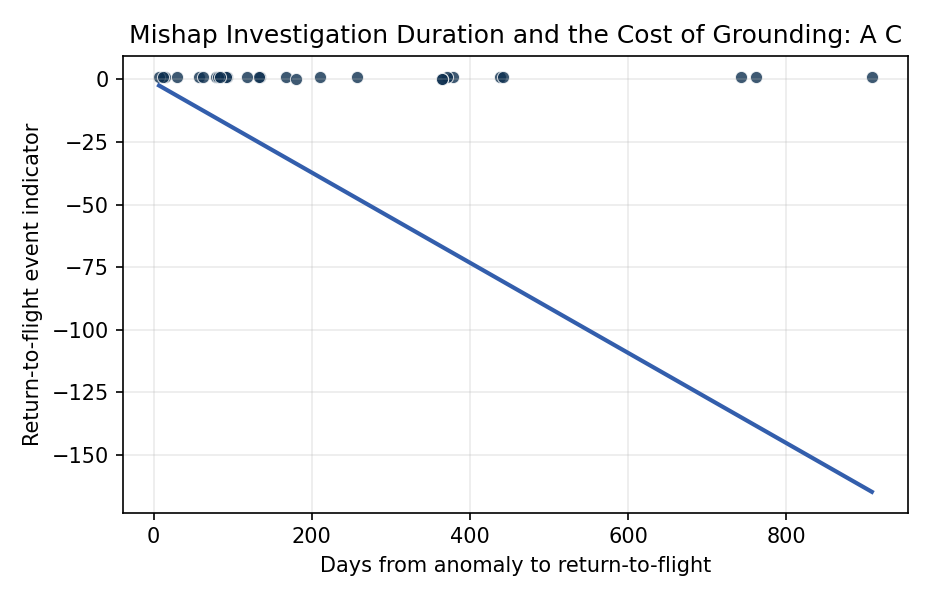 Mishap Investigation Duration and the Cost of Grounding: A C
Return-to-flight event indicator
0
−25
−50
−75
−100
−125
−150
0 200 400 600 800
Days from anomaly to return-to-flight